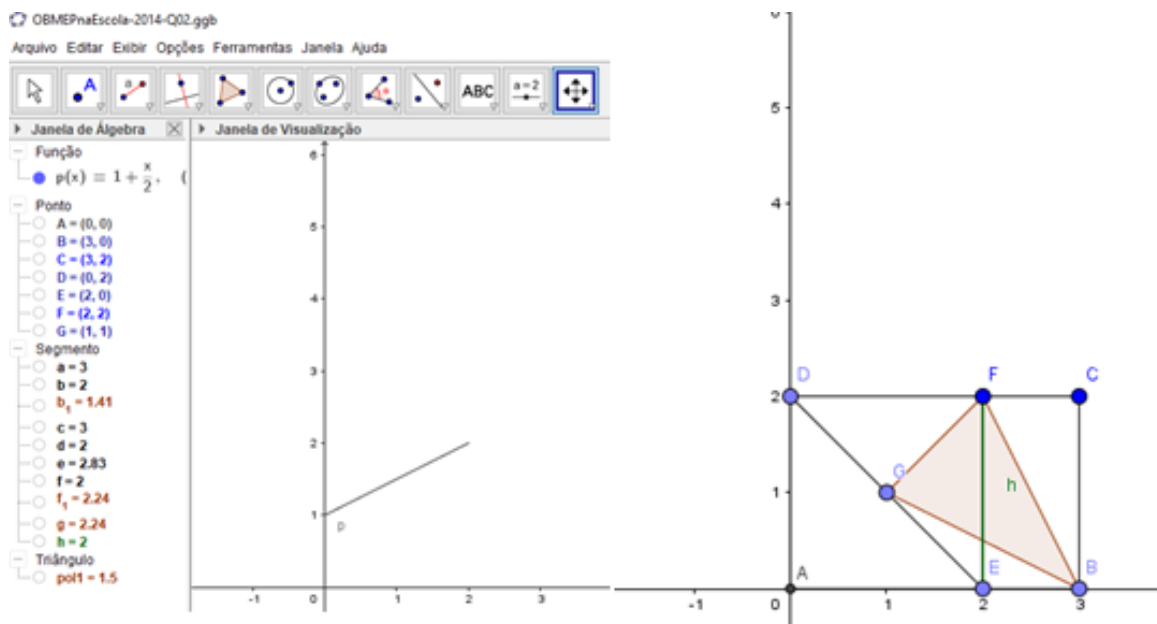 OBMEPnaEscola-2014-Q02.ggb
Arquivo Editar Exibir Opções Ferramentas Janela Ajuda
A
a
α°
ABC
a=2
Janela de Álgebra
Janela de Visualização
Função
p(x) = 1 + x/2, (
Ponto
A = (0, 0)
B = (3, 0)
C = (3, 2)
D = (0, 2)
E = (2, 0)
F = (2, 2)
G = (1, 1)
Segmento
a = 3
b = 2
b₁ = 1.41
c = 3
d = 2
e = 2.83
f = 2
f₁ = 2.24
g = 2.24
h = 2
Triângulo
pol1 = 1.5
6
5
4
3
2
1
p
-1
0
1
2
3
5
4
3
D
F
C
2
G
h
1
A
E
B
-1
0
1
2
3